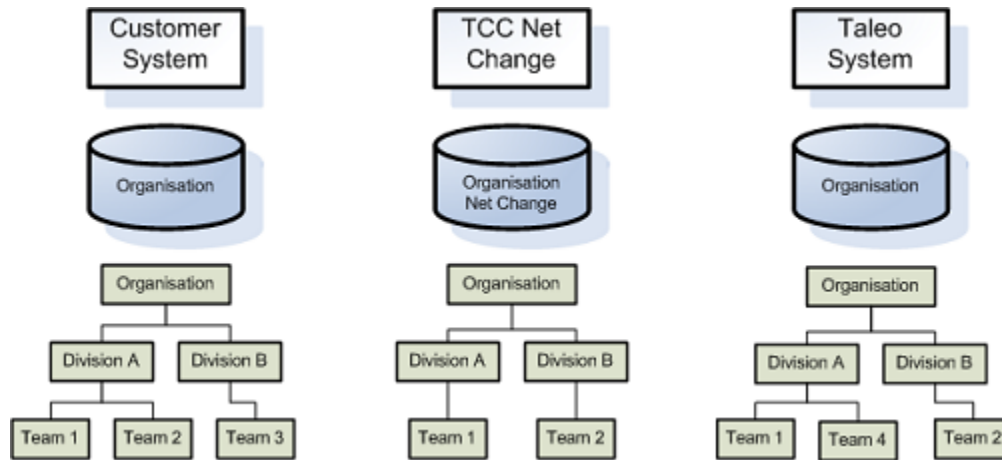 Customer
System
TCC Net
Change
Taleo
System
Organisation
Organisation
Net Change
Organisation
Organisation
Organisation
Organisation
Division A
Division B
Division A
Division B
Division A
Division B
Team 1
Team 2
Team 3
Team 1
Team 2
Team 1
Team 4
Team 2